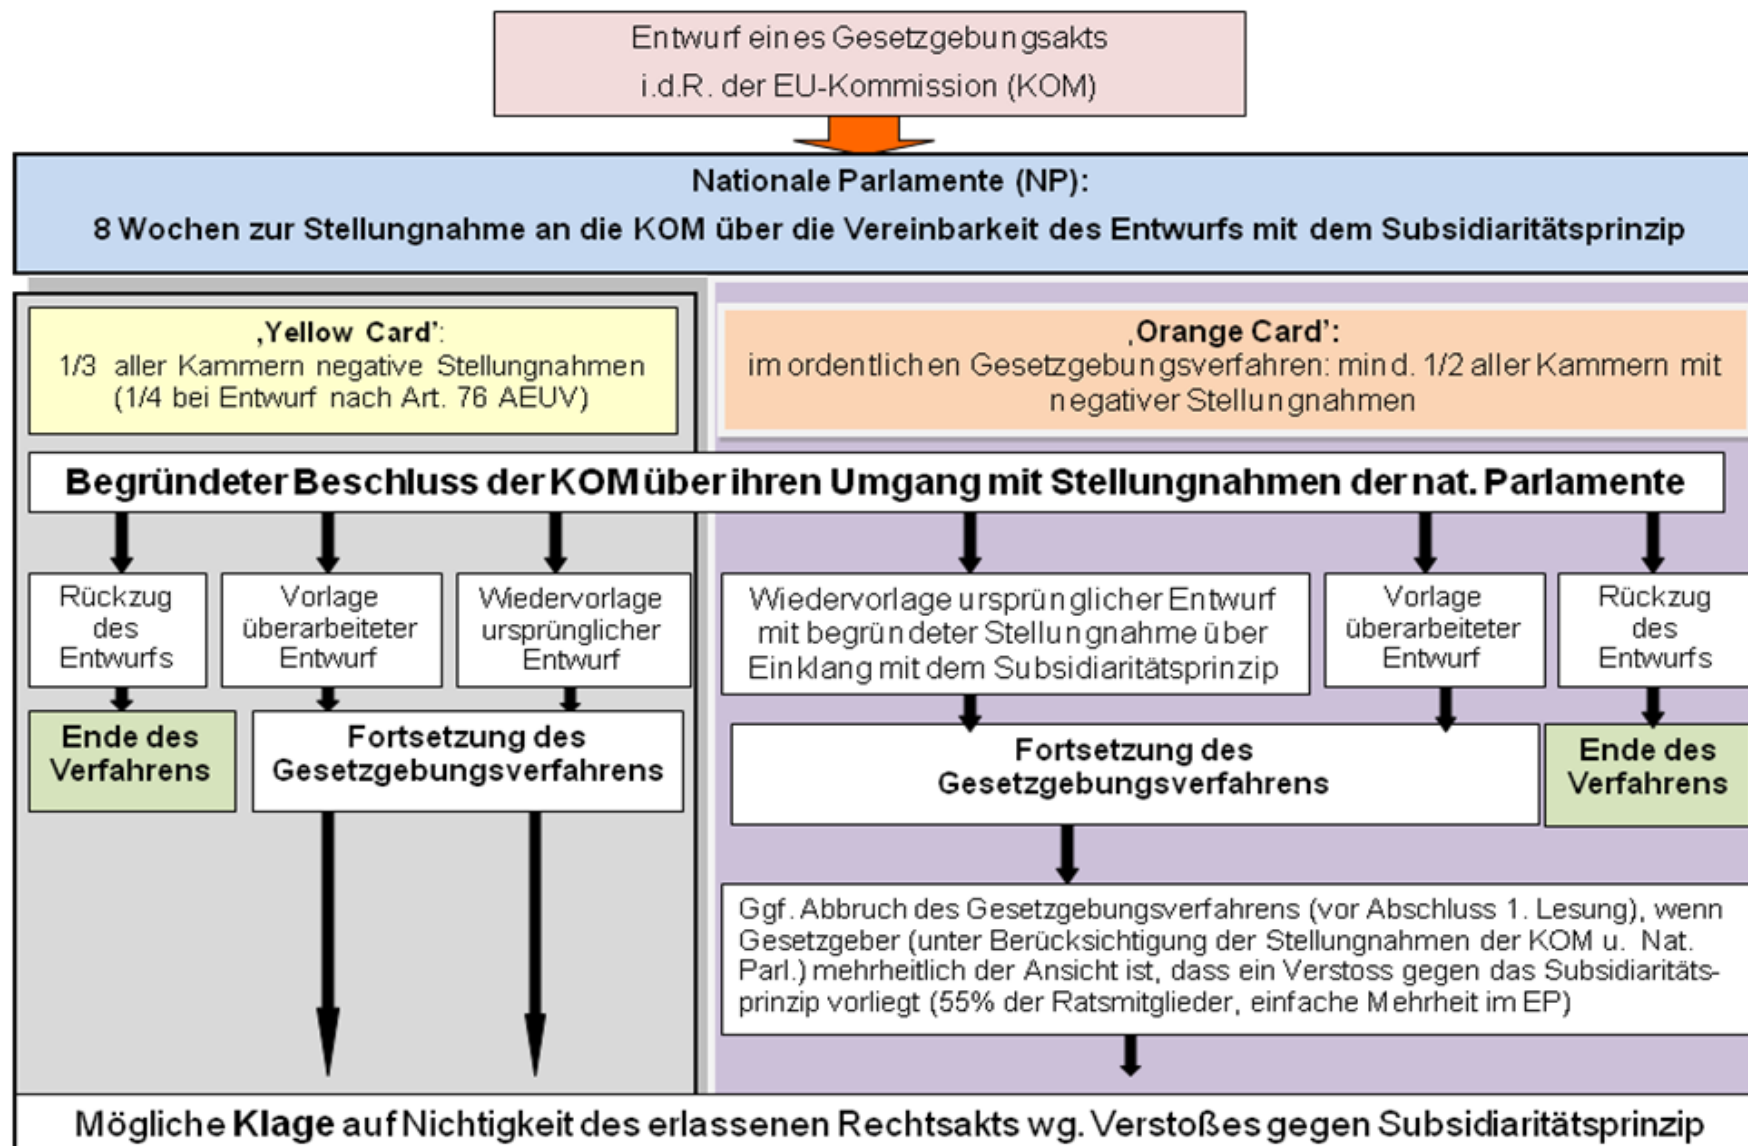 Entwurf eines Gesetzgebungsakts
i.d.R. der EU-Kommission (KOM)
Nationale Parlamente (NP):
8 Wochen zur Stellungnahme an die KOM über die Vereinbarkeit des Entwurfs mit dem Subsidiaritätsprinzip
‚Yellow Card’:
1/3 aller Kammern negative Stellungnahmen
(1/4 bei Entwurf nach Art. 76 AEUV)
‚Orange Card’:
im ordentlichen Gesetzgebungsverfahren: mind. 1/2 aller Kammern mit
negativer Stellungnahmen
Begründeter Beschluss der KOM über ihren Umgang mit Stellungnahmen der nat. Parlamente
Rückzug
des
Entwurfs
Vorlage
überarbeiteter
Entwurf
Wiedervorlage
ursprünglicher
Entwurf
Wiedervorlage ursprünglicher Entwurf
mit begründeter Stellungnahme über
Einklang mit dem Subsidiaritätsprinzip
Vorlage
überarbeiteter
Entwurf
Rückzug
des
Entwurfs
Ende des
Verfahrens
Fortsetzung des
Gesetzgebungsverfahrens
Fortsetzung des
Gesetzgebungsverfahrens
Ende des
Verfahrens
Ggf. Abbruch des Gesetzgebungsverfahrens (vor Abschluss 1. Lesung), wenn
Gesetzgeber (unter Berücksichtigung der Stellungnahmen der KOM u. Nat.
Parl.) mehrheitlich der Ansicht ist, dass ein Verstoss gegen das Subsidiaritäts-
prinzip vorliegt (55% der Ratsmitglieder, einfache Mehrheit im EP)
Mögliche Klage auf Nichtigkeit des erlassenen Rechtsakts wg. Verstoßes gegen Subsidiaritätsprinzip